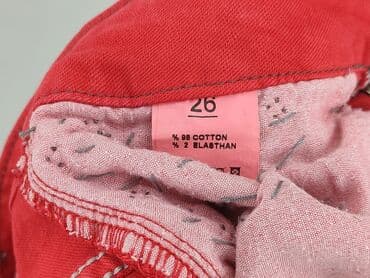 26
% 98 COTTON
% 2 ELASTHAN